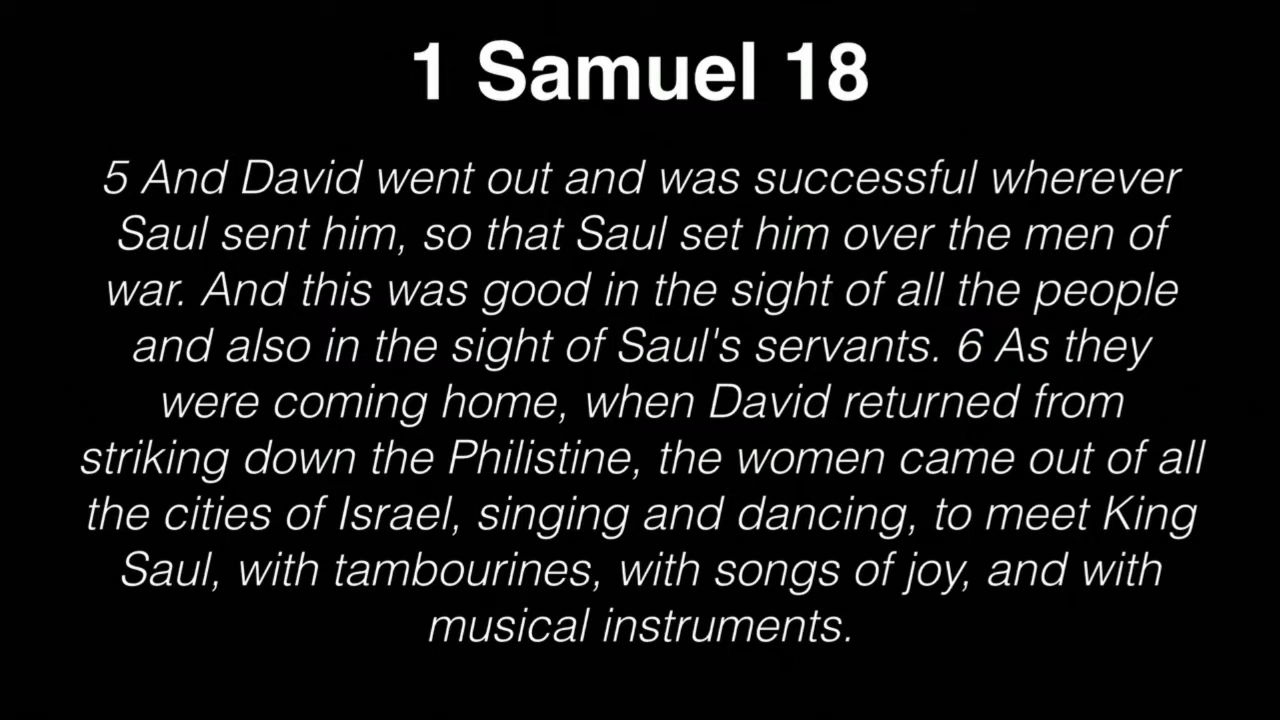 1 Samuel 18
5 And David went out and was successful wherever
Saul sent him, so that Saul set him over the men of
war. And this was good in the sight of all the people
and also in the sight of Saul's servants. 6 As they
were coming home, when David returned from
striking down the Philistine, the women came out of all
the cities of Israel, singing and dancing, to meet King
Saul, with tambourines, with songs of joy, and with
musical instruments.